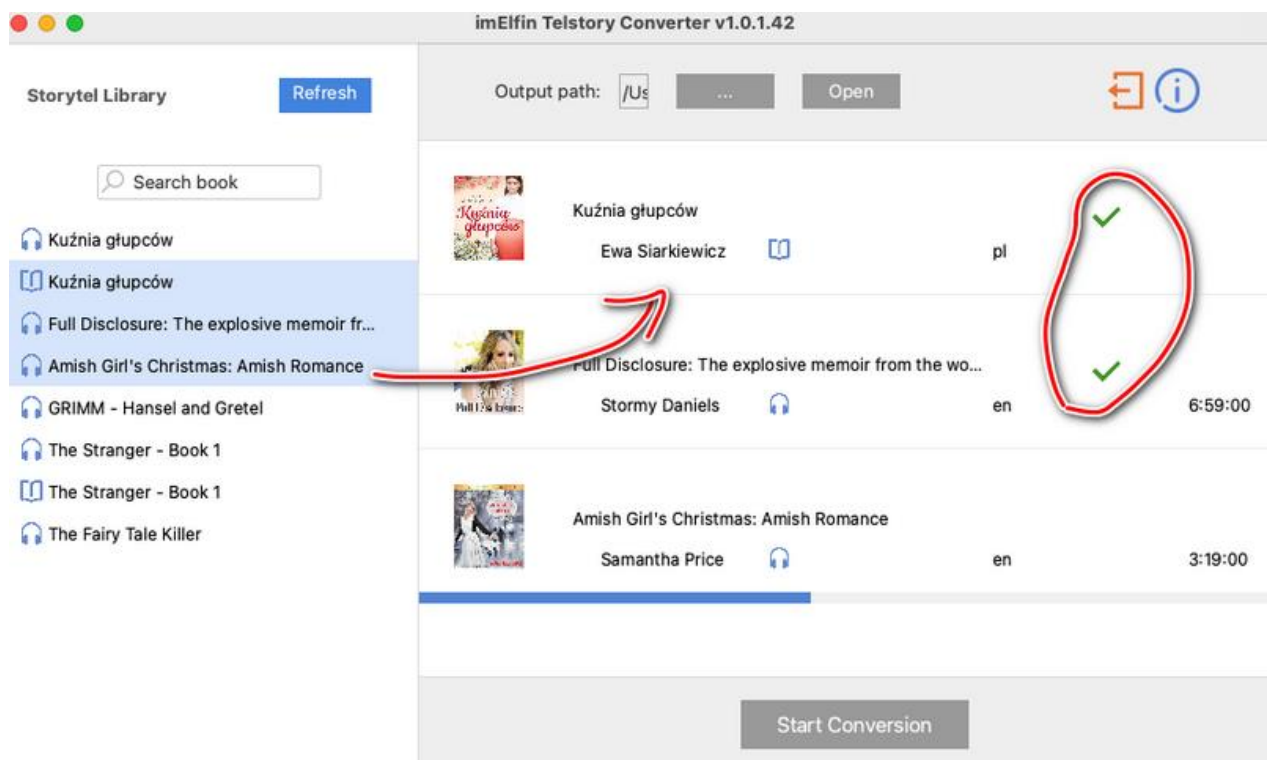 imElfin Telstory Converter v1.0.1.42
Storytel Library
Refresh
Output path:
/Us
...
Open
Search book
Kuźnia głupców
Kuźnia głupców
Full Disclosure: The explosive memoir fr...
Amish Girl's Christmas: Amish Romance
GRIMM - Hansel and Gretel
The Stranger - Book 1
The Stranger - Book 1
The Fairy Tale Killer
Kuźnia głupców
Kuźnia głupców
Ewa Siarkiewicz
pl
Full Disclosure: The explosive memoir from the wo...
Stormy Daniels
en
6:59:00
Amish Girl's Christmas: Amish Romance
Samantha Price
en
3:19:00
Start Conversion